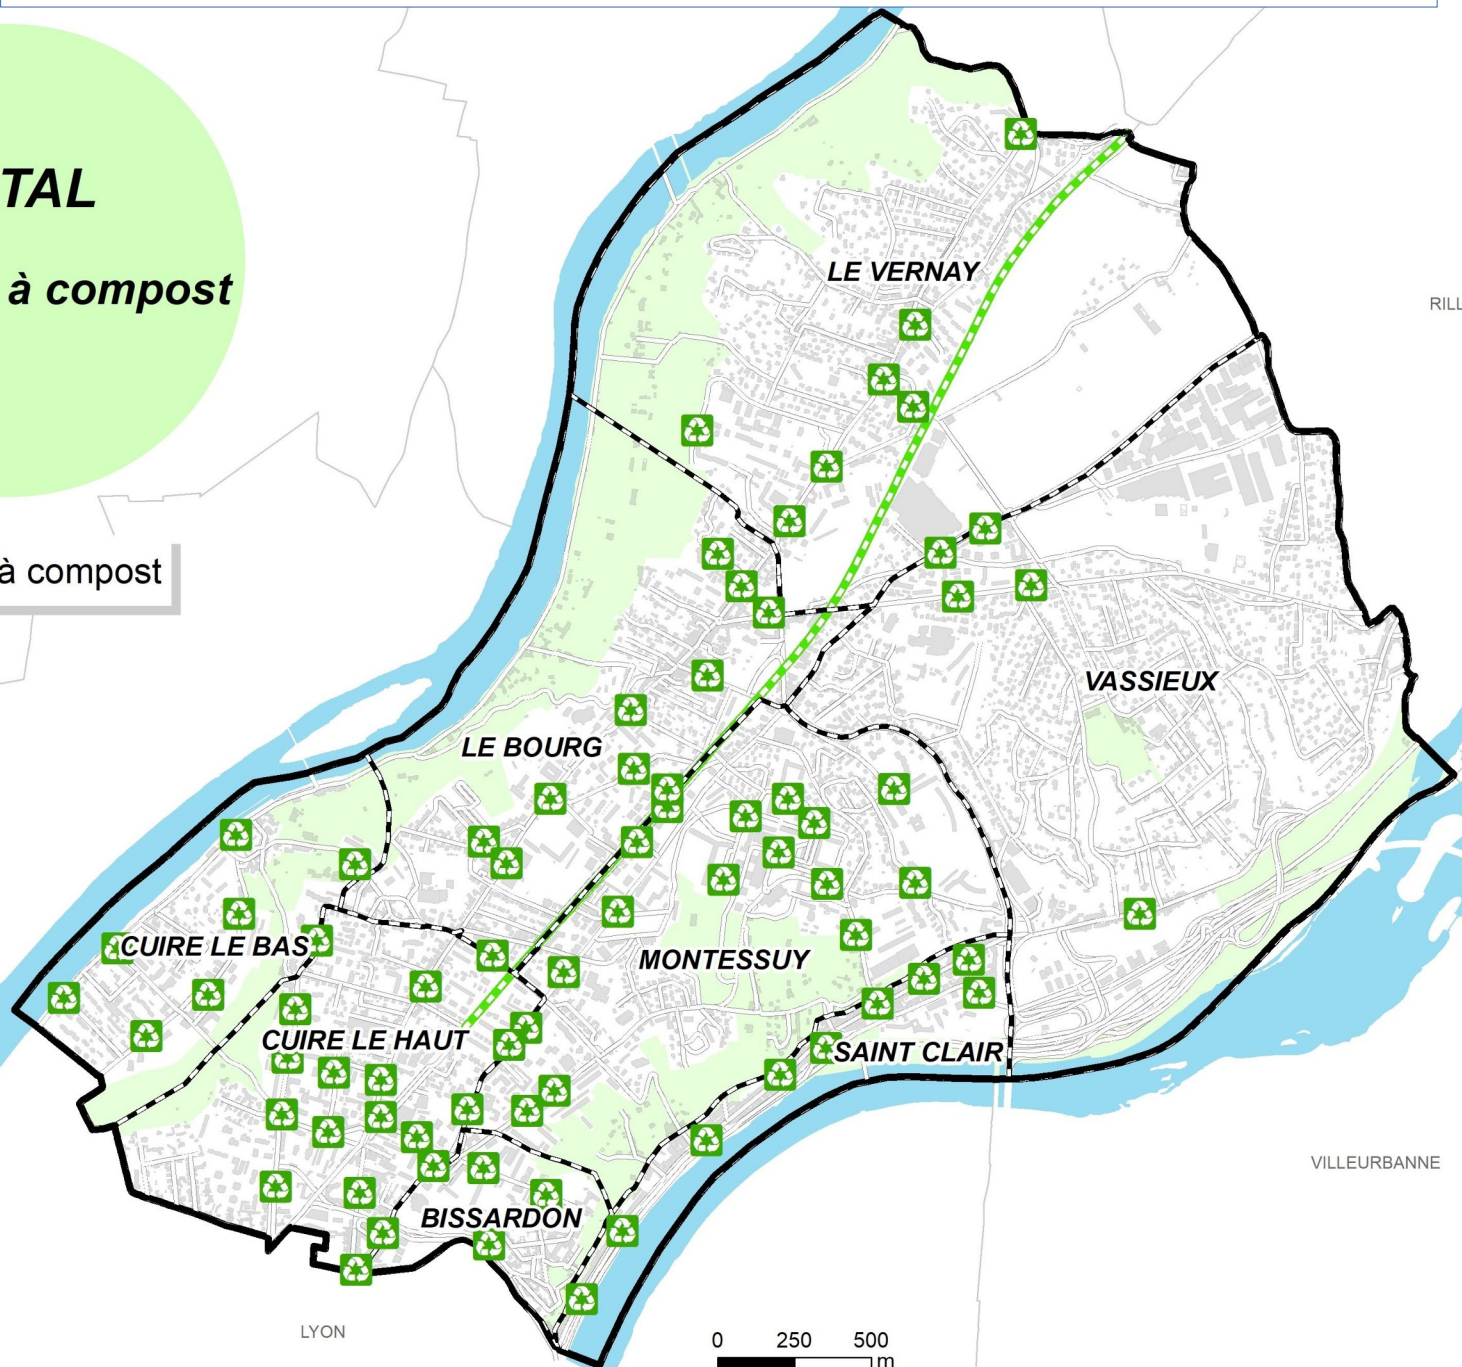 TAL
à compost
à compost
LE VERNAY
RILL
VASSIEUX
LE BOURG
CUIRE LE BAS
MONTESSUY
CUIRE LE HAUT
SAINT CLAIR
VILLEURBANNE
BISSARDON
LYON
0 250 500
m